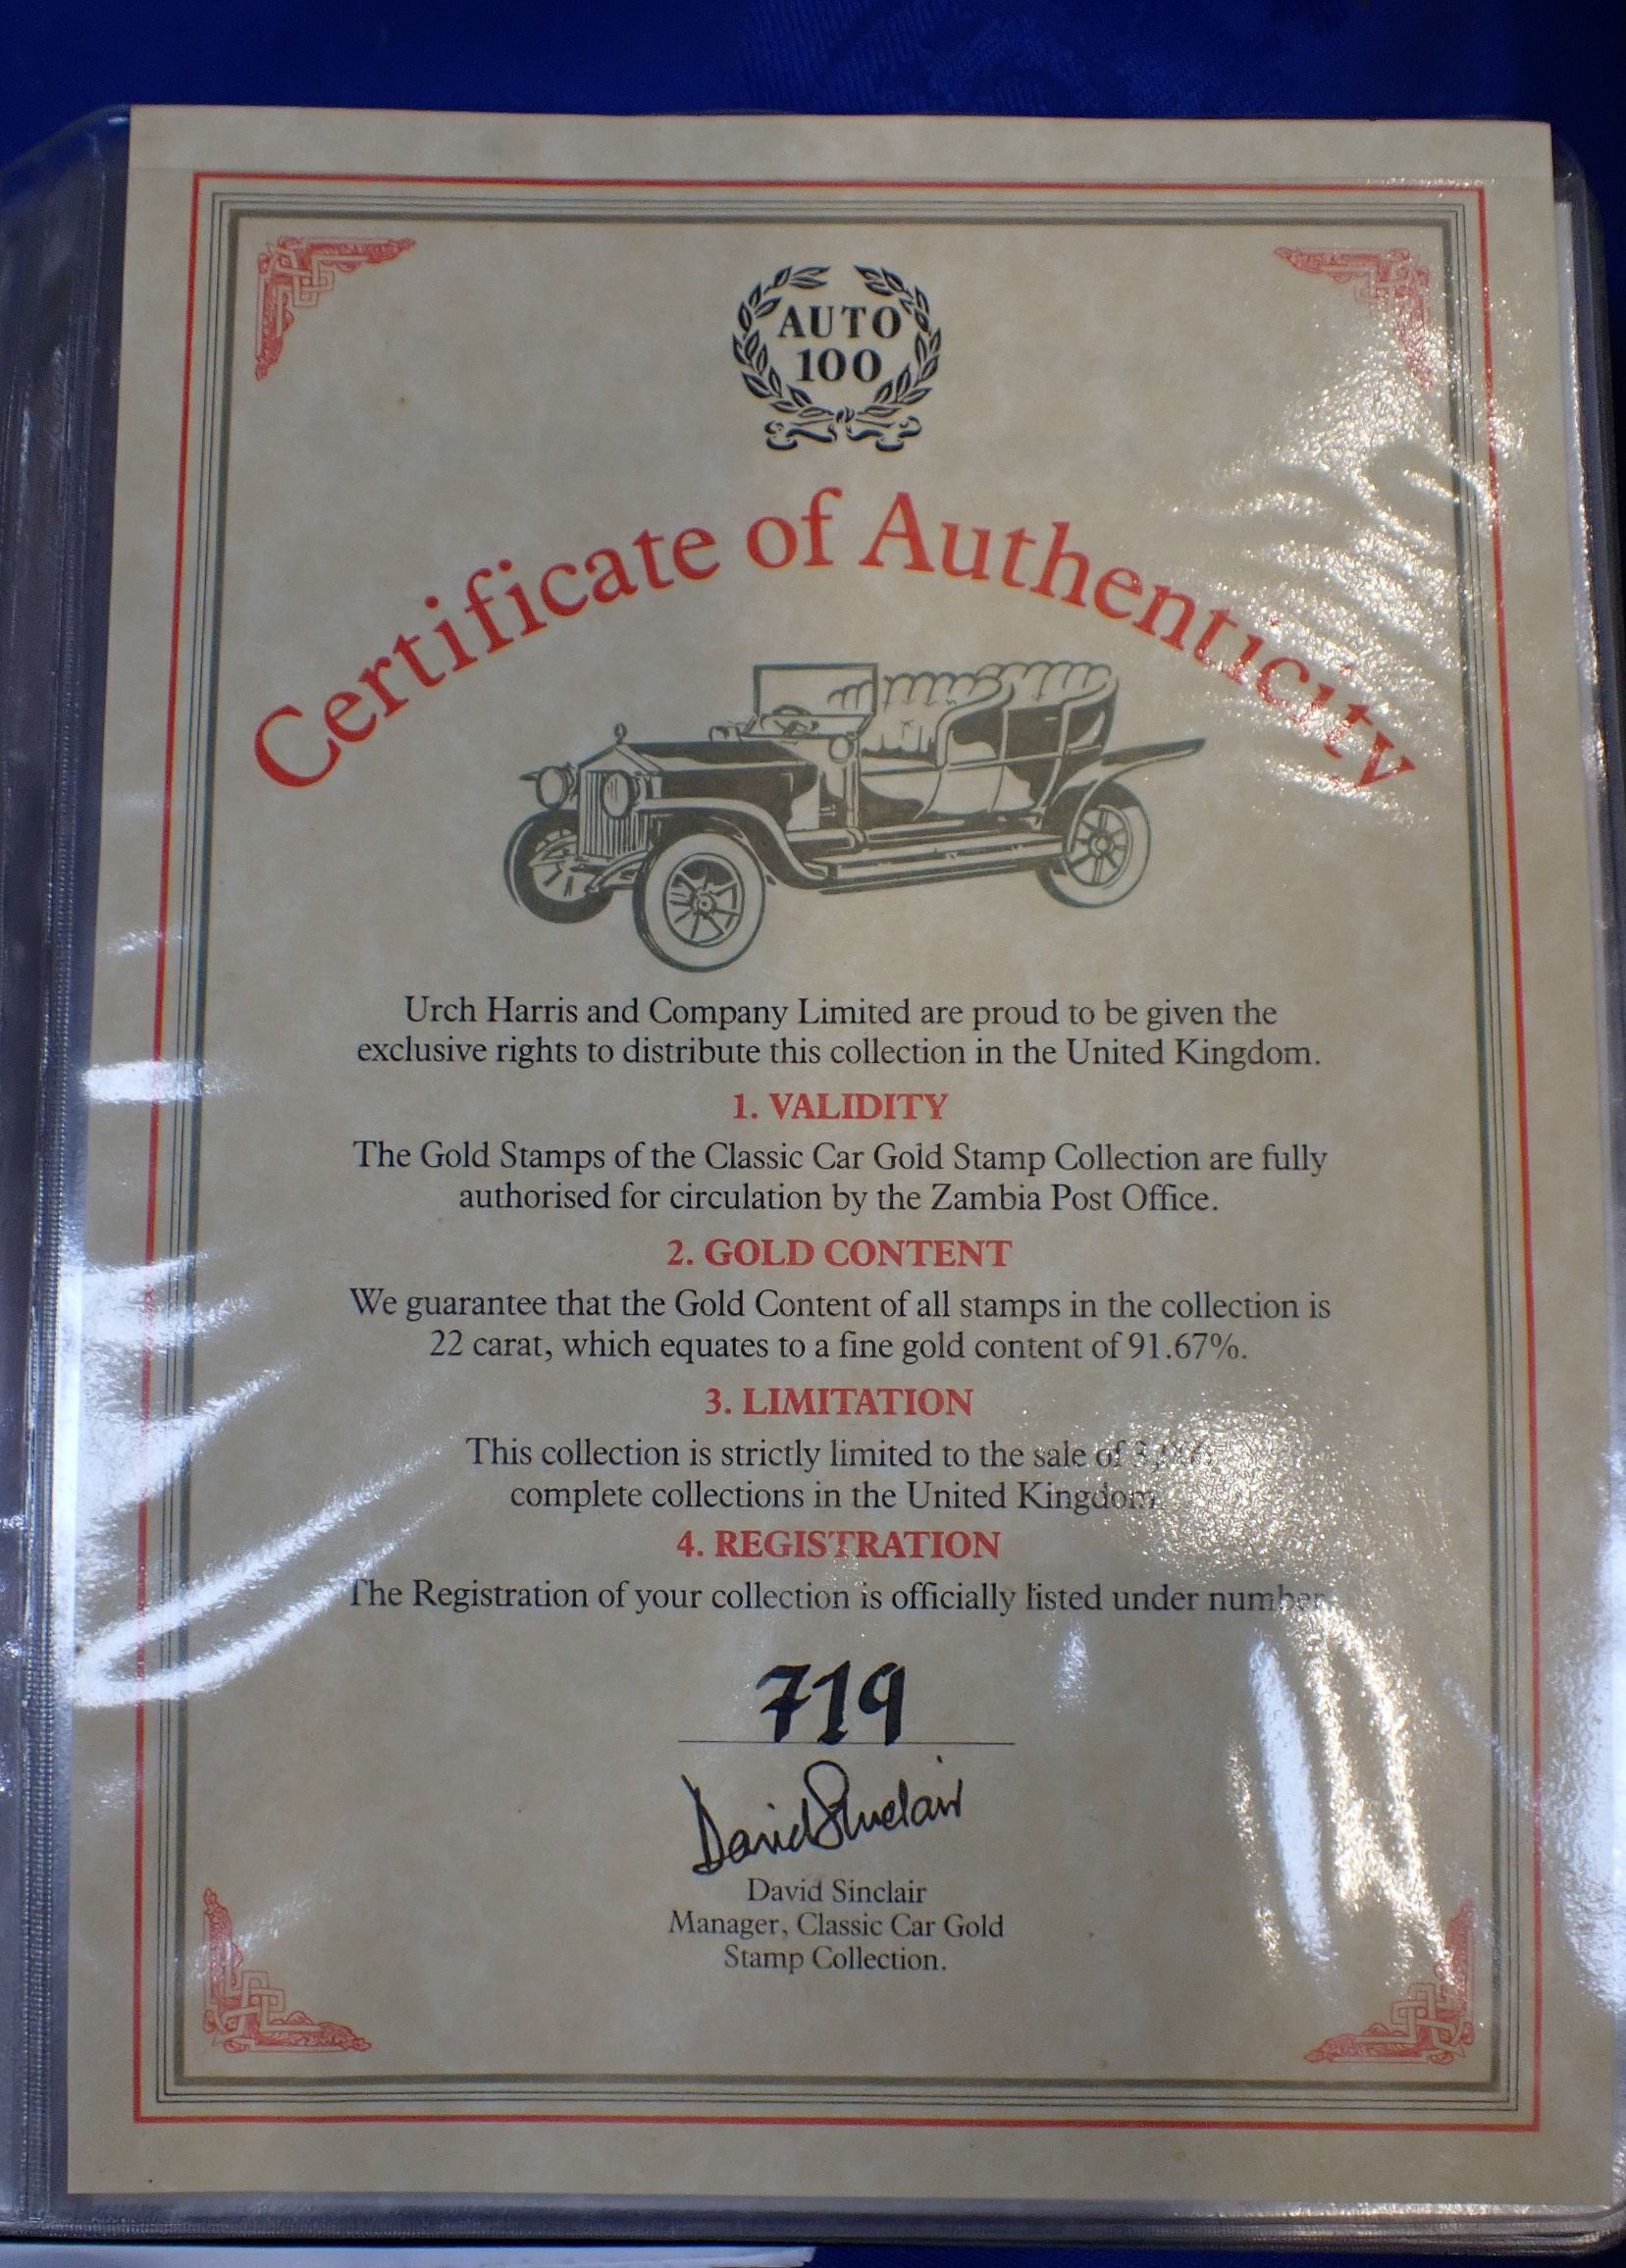 AUTO
100
Certificate of Authenticity
Urch Harris and Company Limited are proud to be given the
exclusive rights to distribute this collection in the United Kingdom.
1. VALIDITY
The Gold Stamps of the Classic Car Gold Stamp Collection are fully
authorised for circulation by the Zambia Post Office.
2. GOLD CONTENT
We guarantee that the Gold Content of all stamps in the collection is
22 carat, which equates to a fine gold content of 91.67%.
3. LIMITATION
This collection is strictly limited to the sale of
complete collections in the United Kingdom
4. REGISTRATION
The Registration of your collection is officially listed under number
719
David Sinclair
David Sinclair
Manager, Classic Car Gold
Stamp Collection.